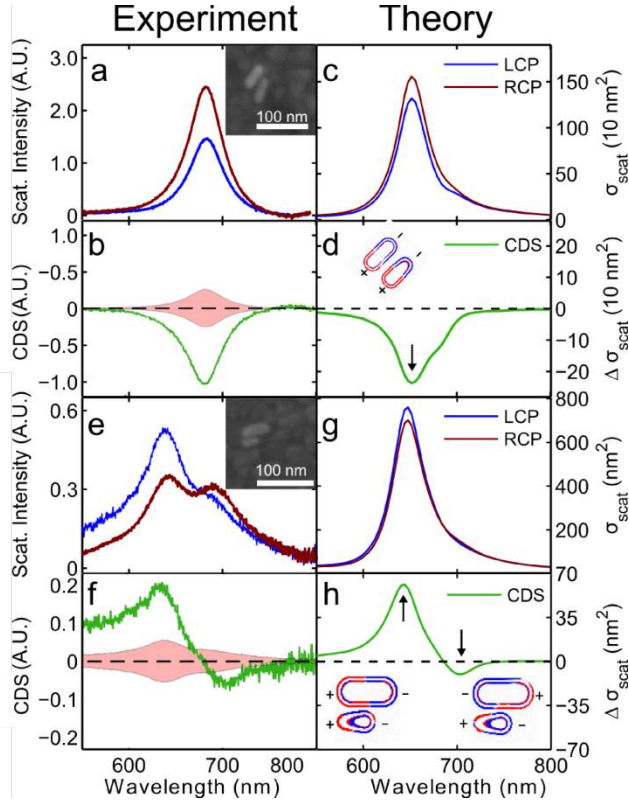 Experiment Theory
a
Scat. Intensity (A.U.)
3.0
2.0
1.0
0
100 nm
c
LCP
RCP
150
100
50
0
σscat (10 nm²)
b
CDS(A.U.)
1.0
0.5
0
−0.5
−1.0
d
CDS
+ + - -
20
10
0
−10
−20
Δ σscat (10 nm²)
e
Scat. Intensity (A.U.)
0.6
0.3
0
100 nm
g
LCP
RCP
800
600
400
200
70
σscat (nm²)
f
CDS (A.U.)
0.2
0.1
0
−0.1
−0.2
h
CDS
+ - - +
+ - + -
35
0
−35
−70
Δ σscat (nm²)
600 700 800 600 700 800
Wavelength (nm) Wavelength (nm)